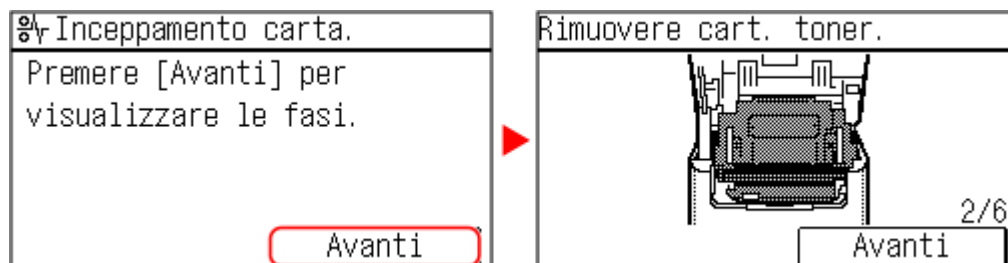 Inceppamento carta.
Premere [Avanti] per
visualizzare le fasi.
Avanti
Rimuovere cart. toner.
2/6
Avanti